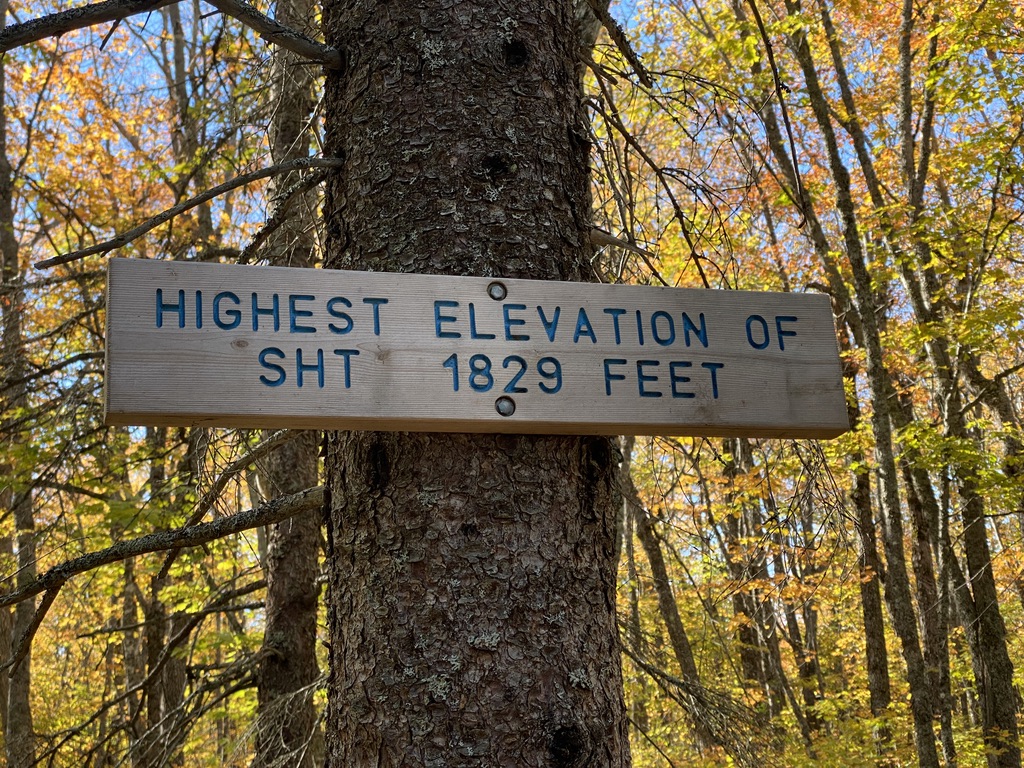 HIGHEST ELEVATION OF
SHT 1829 FEET